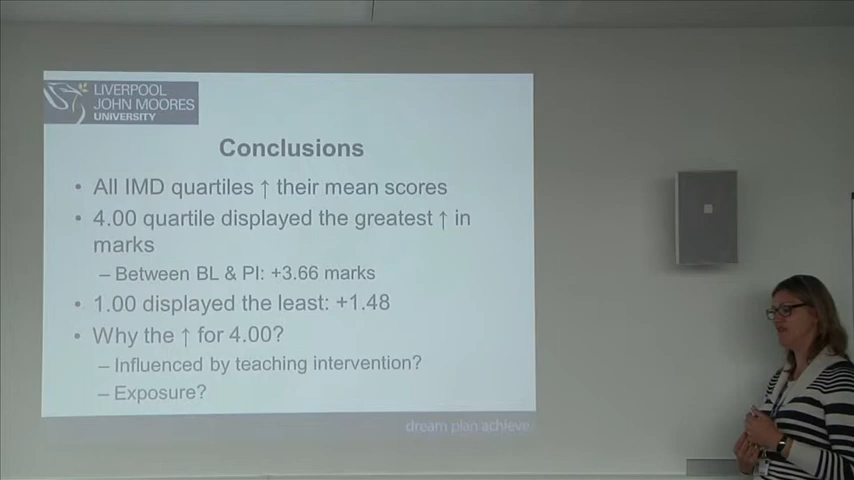 LIVERPOOL
JOHN MOORES
UNIVERSITY
Conclusions
• All IMD quartiles ↑ their mean scores
• 4.00 quartile displayed the greatest ↑ in
marks
– Between BL & PI: +3.66 marks
• 1.00 displayed the least: +1.48
• Why the ↑ for 4.00?
– Influenced by teaching intervention?
– Exposure?
dream plan achieve